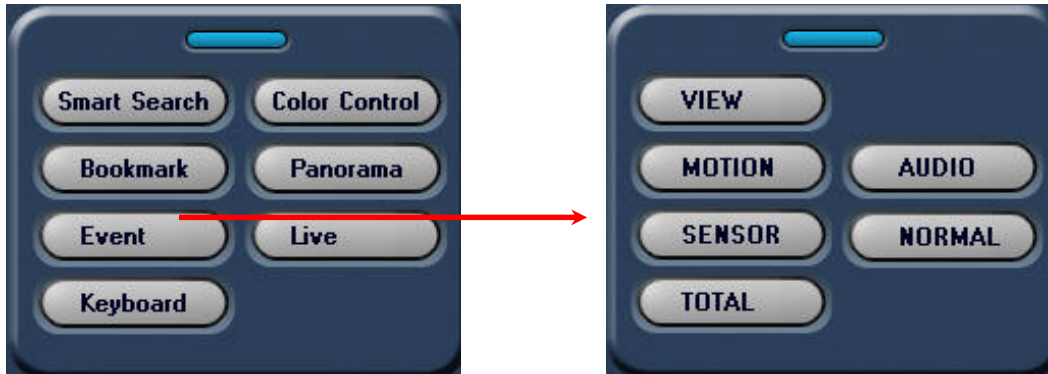 Smart Search Color Control
Bookmark Panorama
Event Live
Keyboard
VIEW
MOTION AUDIO
SENSOR NORMAL
TOTAL